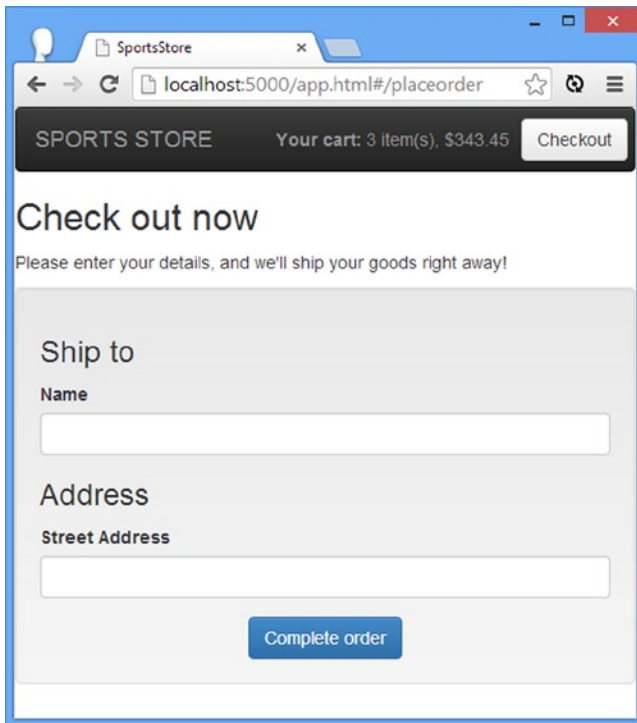 SportsStore
localhost:5000/app.html#/placeorder
SPORTS STORE Your cart: 3 item(s), $343.45 Checkout
Check out now
Please enter your details, and we'll ship your goods right away!
Ship to
Name
Address
Street Address
Complete order